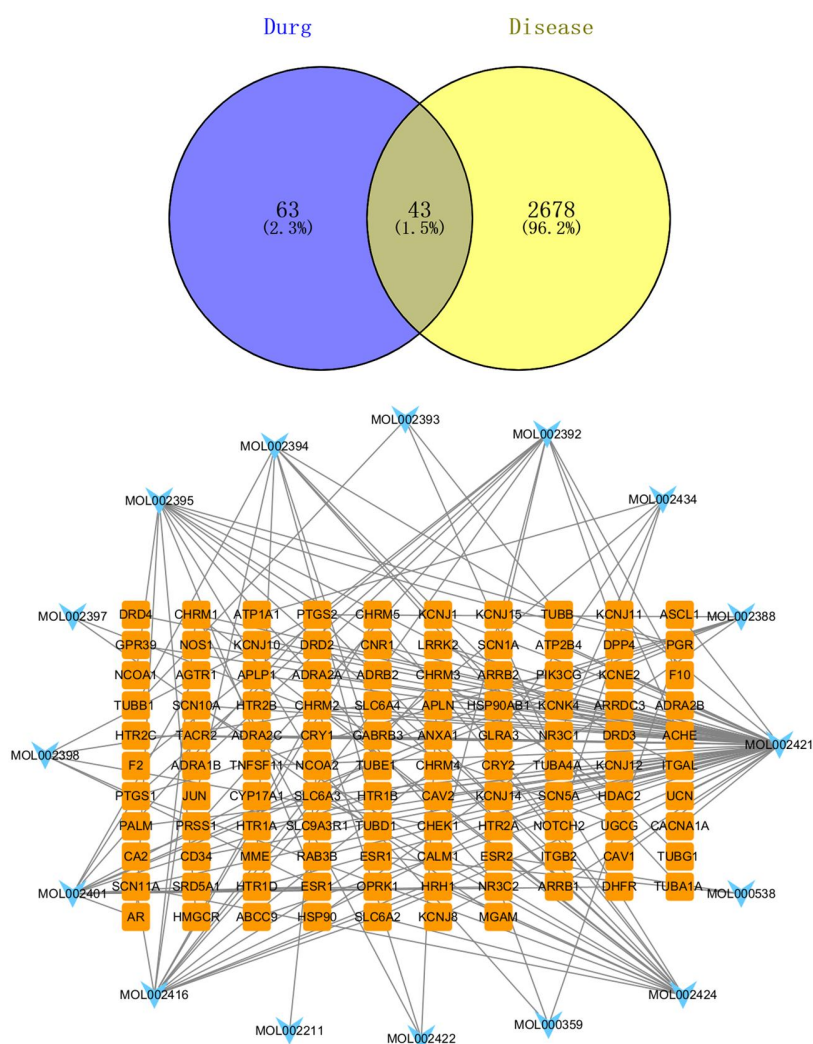 Durg Disease
63 43 2678
(2.3%) (1.5%) (96.2%)
MOL002393
MOL002394 MOL002392
MOL002395 MOL002434
MOL002397 DRD4 CHRM1 ATP1A1 PTGS2 CHRM5 KCNJ1 KCNJ15 TUBB KCNJ11 ASCL1 MOL002388
GPR39 NOS1 KCNJ10 DRD2 CNR1 LRRK2 SCN1A ATP2B4 DPP4 PGR
NCOA1 AGTR1 APLP1 ADRA2A ADRB2 CHRM3 ARRB2 PIK3CG KCNE2 F10
TUBB1 SCN10A HTR2B CHRM2 SLC6A4 APLN HSP90AB1 KCNK4 ARRDC3 ADRA2B
HTR2C TACR2 ADRA2C CRY1 GABRB3 ANXA1 GLRA3 NR3C1 DRD3 ACHE MOL002421
MOL002398 F2 ADRA1B TNFSF11 NCOA2 TUBE1 CHRM4 CRY2 TUBA4A KCNJ12 ITGAL
PTGS1 JUN CYP17A1 SLC6A3 HTR1B CAV2 KCNJ14 SCN5A HDAC2 UCN
PALM PRSS1 HTR1A SLC9A3R1 TUBD1 CHEK1 HTR2A NOTCH2 UGCG CACNA1A
CA2 CD34 MME RAB3B ESR1 CALM1 ESR2 ITGB2 CAV1 TUBG1
MOL002401 SCN11A SRD5A1 HTR1D ESR1 OPRK1 HRH1 NR3C2 ARRB1 DHFR TUBA1A MOL000538
AR HMGCR ABCC9 HSP90 SLC6A2 KCNJ8 MGAM
MOL002416 MOL002424
MOL002211 MOL002422 MOL000359